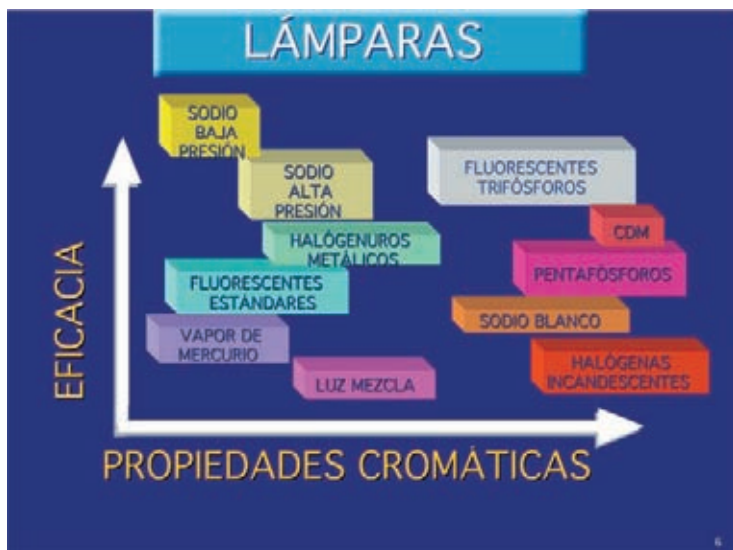 LÁMPARAS
SODIO
BAJA
PRESIÓN
SODIO
ALTA
PRESIÓN
FLUORESCENTES
TRIFÓSFOROS
HALÓGENUROS
METÁLICOS
CDM
FLUORESCENTES
ESTÁNDARES
PENTAFÓSFOROS
VAPOR DE
MERCURIO
SODIO BLANCO
LUZ MEZCLA
HALÓGENAS
INCANDESCENTES
EFICACIA
PROPIEDADES CROMÁTICAS
6